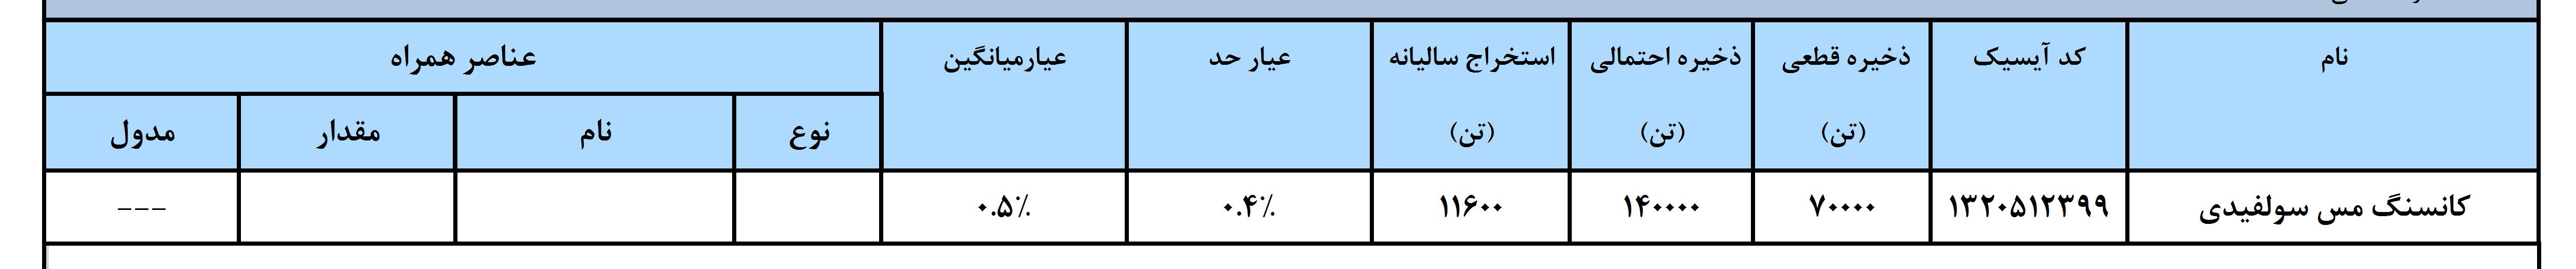 نام	کد آیسیک	ذخیره قطعی (تن)	ذخیره احتمالی (تن)	استخراج سالیانه (تن)	عیار حد	عیارمیانگین	عناصر همراه
نوع	نام	مقدار	مدول
کانسنگ مس سولفیدی	۱۳۲۰۵۱۲۳۹۹	۷۰۰۰۰	۱۴۰۰۰۰	۱۱۶۰۰	۰.۴٪	۰.۵٪	---